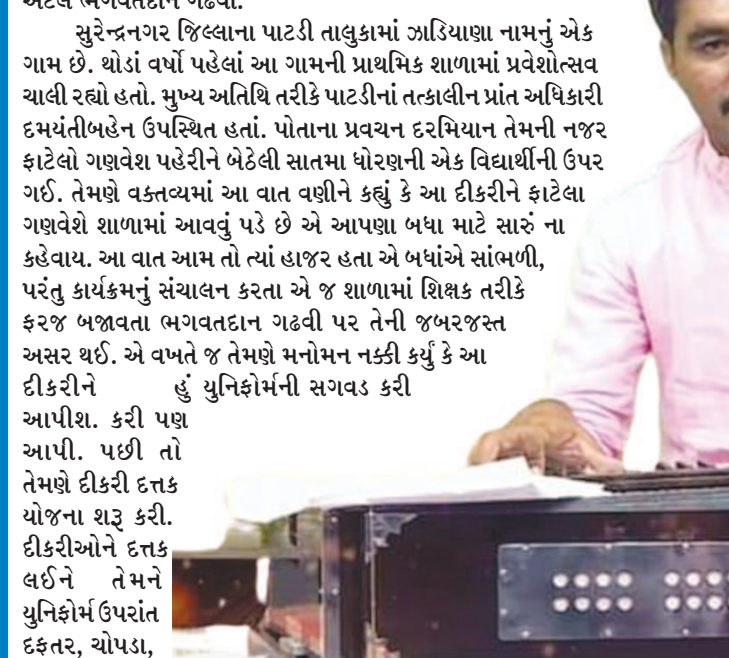 એટલે ભગવતદાન ગઢવી.
સુરેન્દ્રનગર જિલ્લાના પાટડી તાલુકામાં ઝાડિયાણા નામનું એક
ગામ છે. થોડાં વર્ષો પહેલાં આ ગામની પ્રાથમિક શાળામાં પ્રવેશોત્સવ
ચાલી રહ્યો હતો. મુખ્ય અતિથિ તરીકે પાટડીનાં તત્કાલીન પ્રાંત અધિકારી
દમયંતીબહેન ઉપસ્થિત હતાં. પોતાના પ્રવચન દરમિયાન તેમની નજર
ફાટેલો ગણવેશ પહેરીને બેઠેલી સાતમા ધોરણની એક વિદ્યાર્થીની ઉપર
ગઈ. તેમણે વક્તવ્યમાં આ વાત વણીને કહ્યું કે આ દીકરીને ફાટેલા
ગણવેશે શાળામાં આવવું પડે છે એ આપણા બધા માટે સારું ના
કહેવાય. આ વાત આમ તો ત્યાં હાજર હતા એ બધાંએ સાંભળી,
પરંતુ કાર્યક્રમનું સંચાલન કરતા એ જ શાળામાં શિક્ષક તરીકે
ફરજ બજાવતા ભગવતદાન ગઢવી પર તેની જબરજસ્ત
અસર થઈ. એ વખતે જ તેમણે મનોમન નક્કી કર્યું કે આ
દીકરીને હું યુનિફોર્મની સગવડ કરી
આપીશ. કરી પણ
આપી. પછી તો
તેમણે દીકરી દત્તક
યોજના શરૂ કરી.
દીકરીઓને દત્તક
લઈને તેમને
યુનિફોર્મ ઉપરાંત
દફતર, ચોપડા,